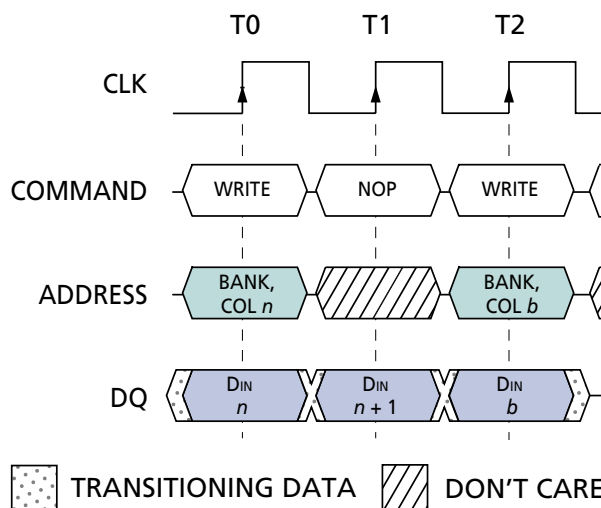 T0 T1 T2
CLK
COMMAND WRITE NOP WRITE
ADDRESS BANK, COL n BANK, COL b
DQ DIN n DIN n + 1 DIN b
TRANSITIONING DATA DON'T CARE